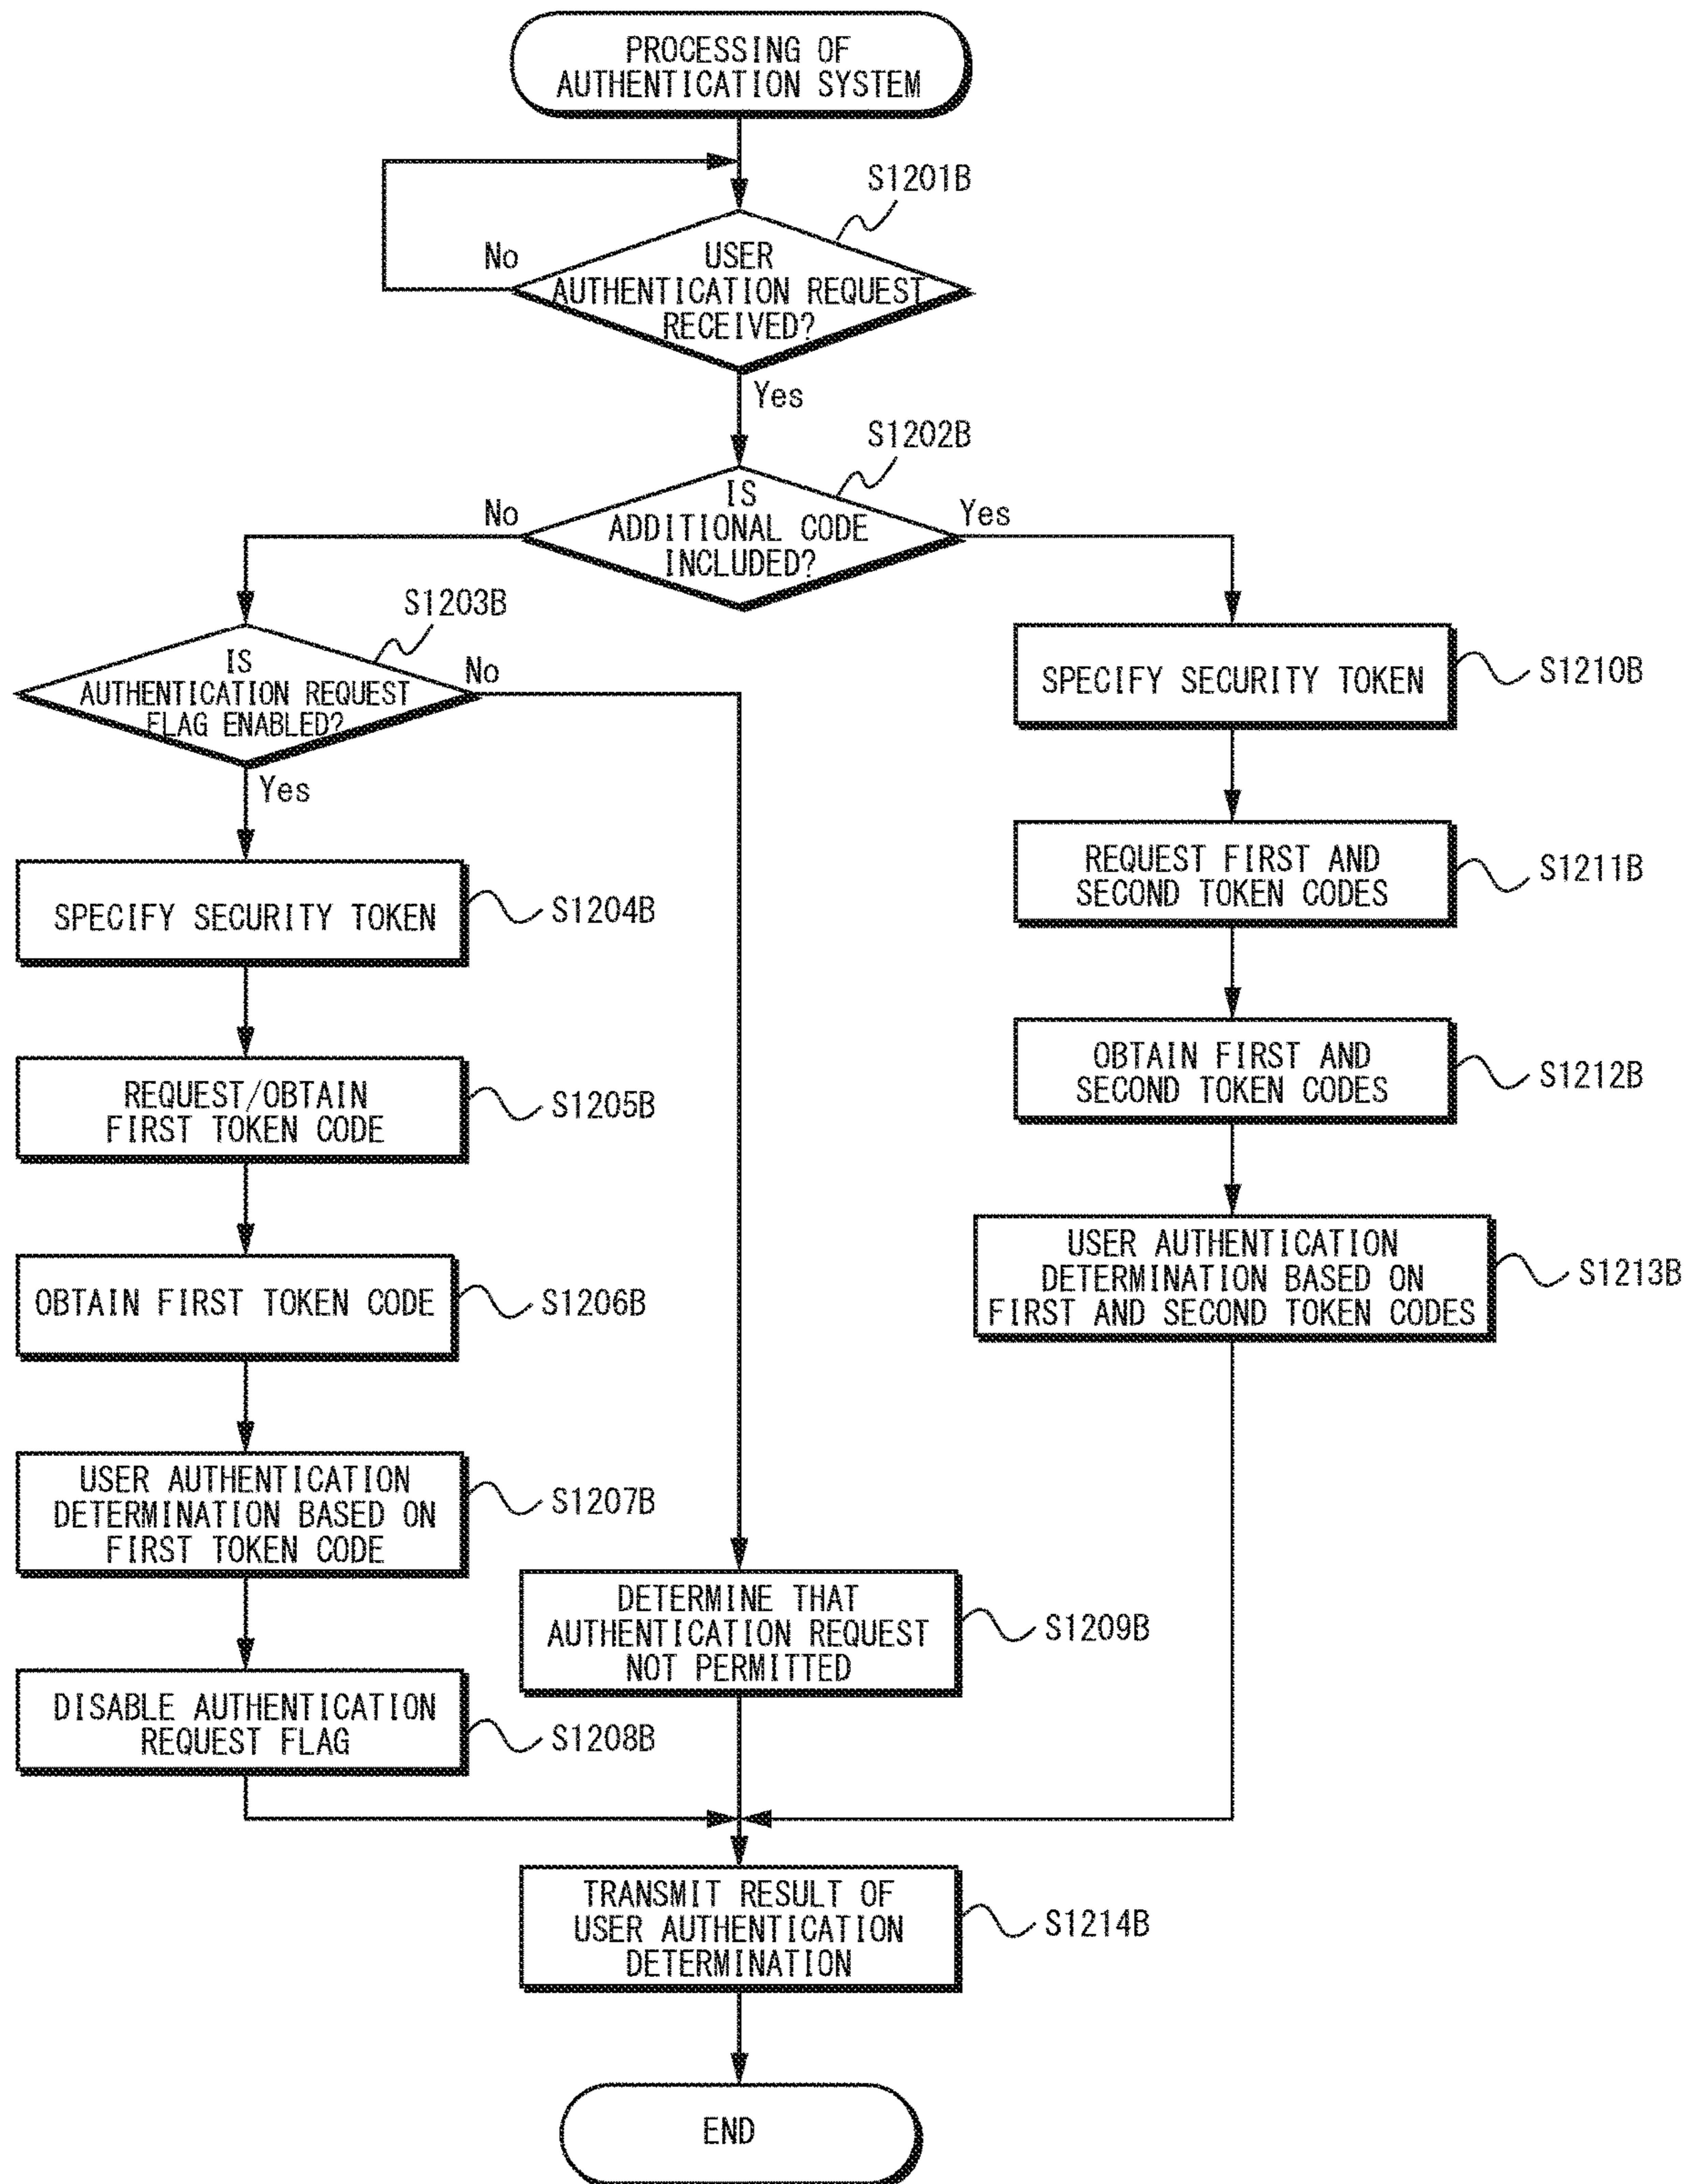 PROCESSING OF
AUTHENTICATION SYSTEM
S1201B
No
USER
AUTHENTICATION REQUEST
RECEIVED?
Yes
S1202B
No
IS
ADDITIONAL CODE
INCLUDED?
Yes
S1203B
IS
AUTHENTICATION REQUEST
FLAG ENABLED?
No
Yes
SPECIFY SECURITY TOKEN
S1204B
REQUEST/OBTAIN
FIRST TOKEN CODE
S1205B
OBTAIN FIRST TOKEN CODE
S1206B
USER AUTHENTICATION
DETERMINATION BASED ON
FIRST TOKEN CODE
S1207B
DISABLE AUTHENTICATION
REQUEST FLAG
S1208B
DETERMINE THAT
AUTHENTICATION REQUEST
NOT PERMITTED
S1209B
SPECIFY SECURITY TOKEN
S1210B
REQUEST FIRST AND
SECOND TOKEN CODES
S1211B
OBTAIN FIRST AND
SECOND TOKEN CODES
S1212B
USER AUTHENTICATION
DETERMINATION BASED ON
FIRST AND SECOND TOKEN CODES
S1213B
TRANSMIT RESULT OF
USER AUTHENTICATION
DETERMINATION
S1214B
END